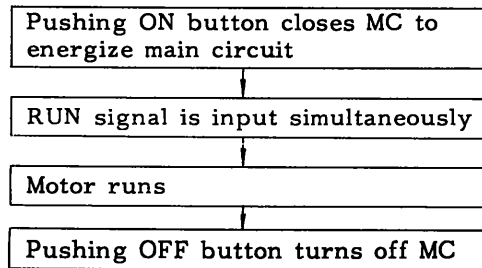 Pushing ON button closes MC to
energize main circuit
RUN signal is input simultaneously
Motor runs
Pushing OFF button turns off MC